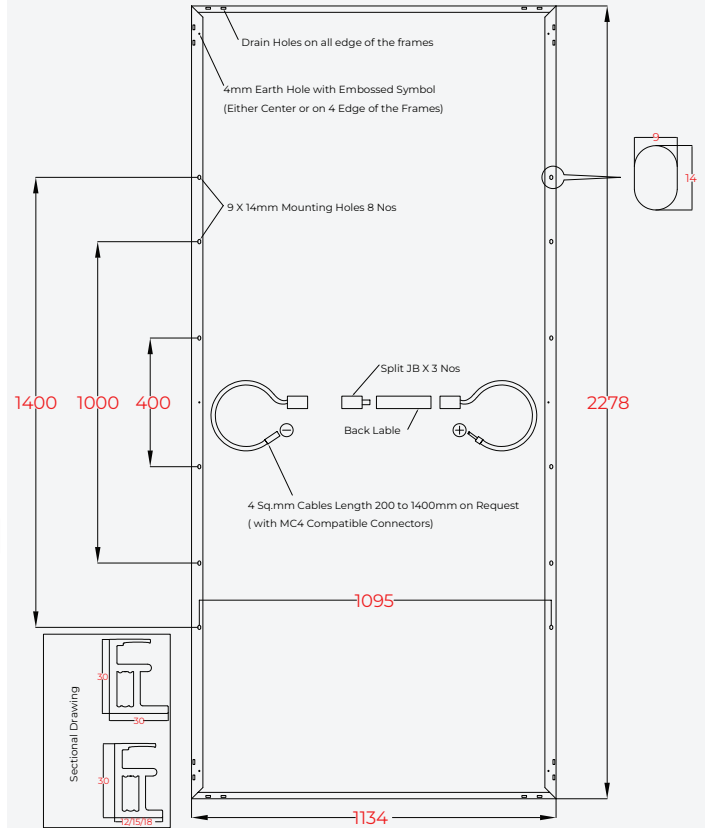 Drain Holes on all edge of the frames
4mm Earth Hole with Embossed Symbol
(Either Center or on 4 Edge of the Frames)
9
14
9 X 14mm Mounting Holes 8 Nos
Split JB X 3 Nos
1400
1000
400
2278
Back Lable
4 Sq.mm Cables Length 200 to 1400mm on Request
( with MC4 Compatible Connectors)
1095
Sectional Drawing
30
30
30
12/15/18
1134